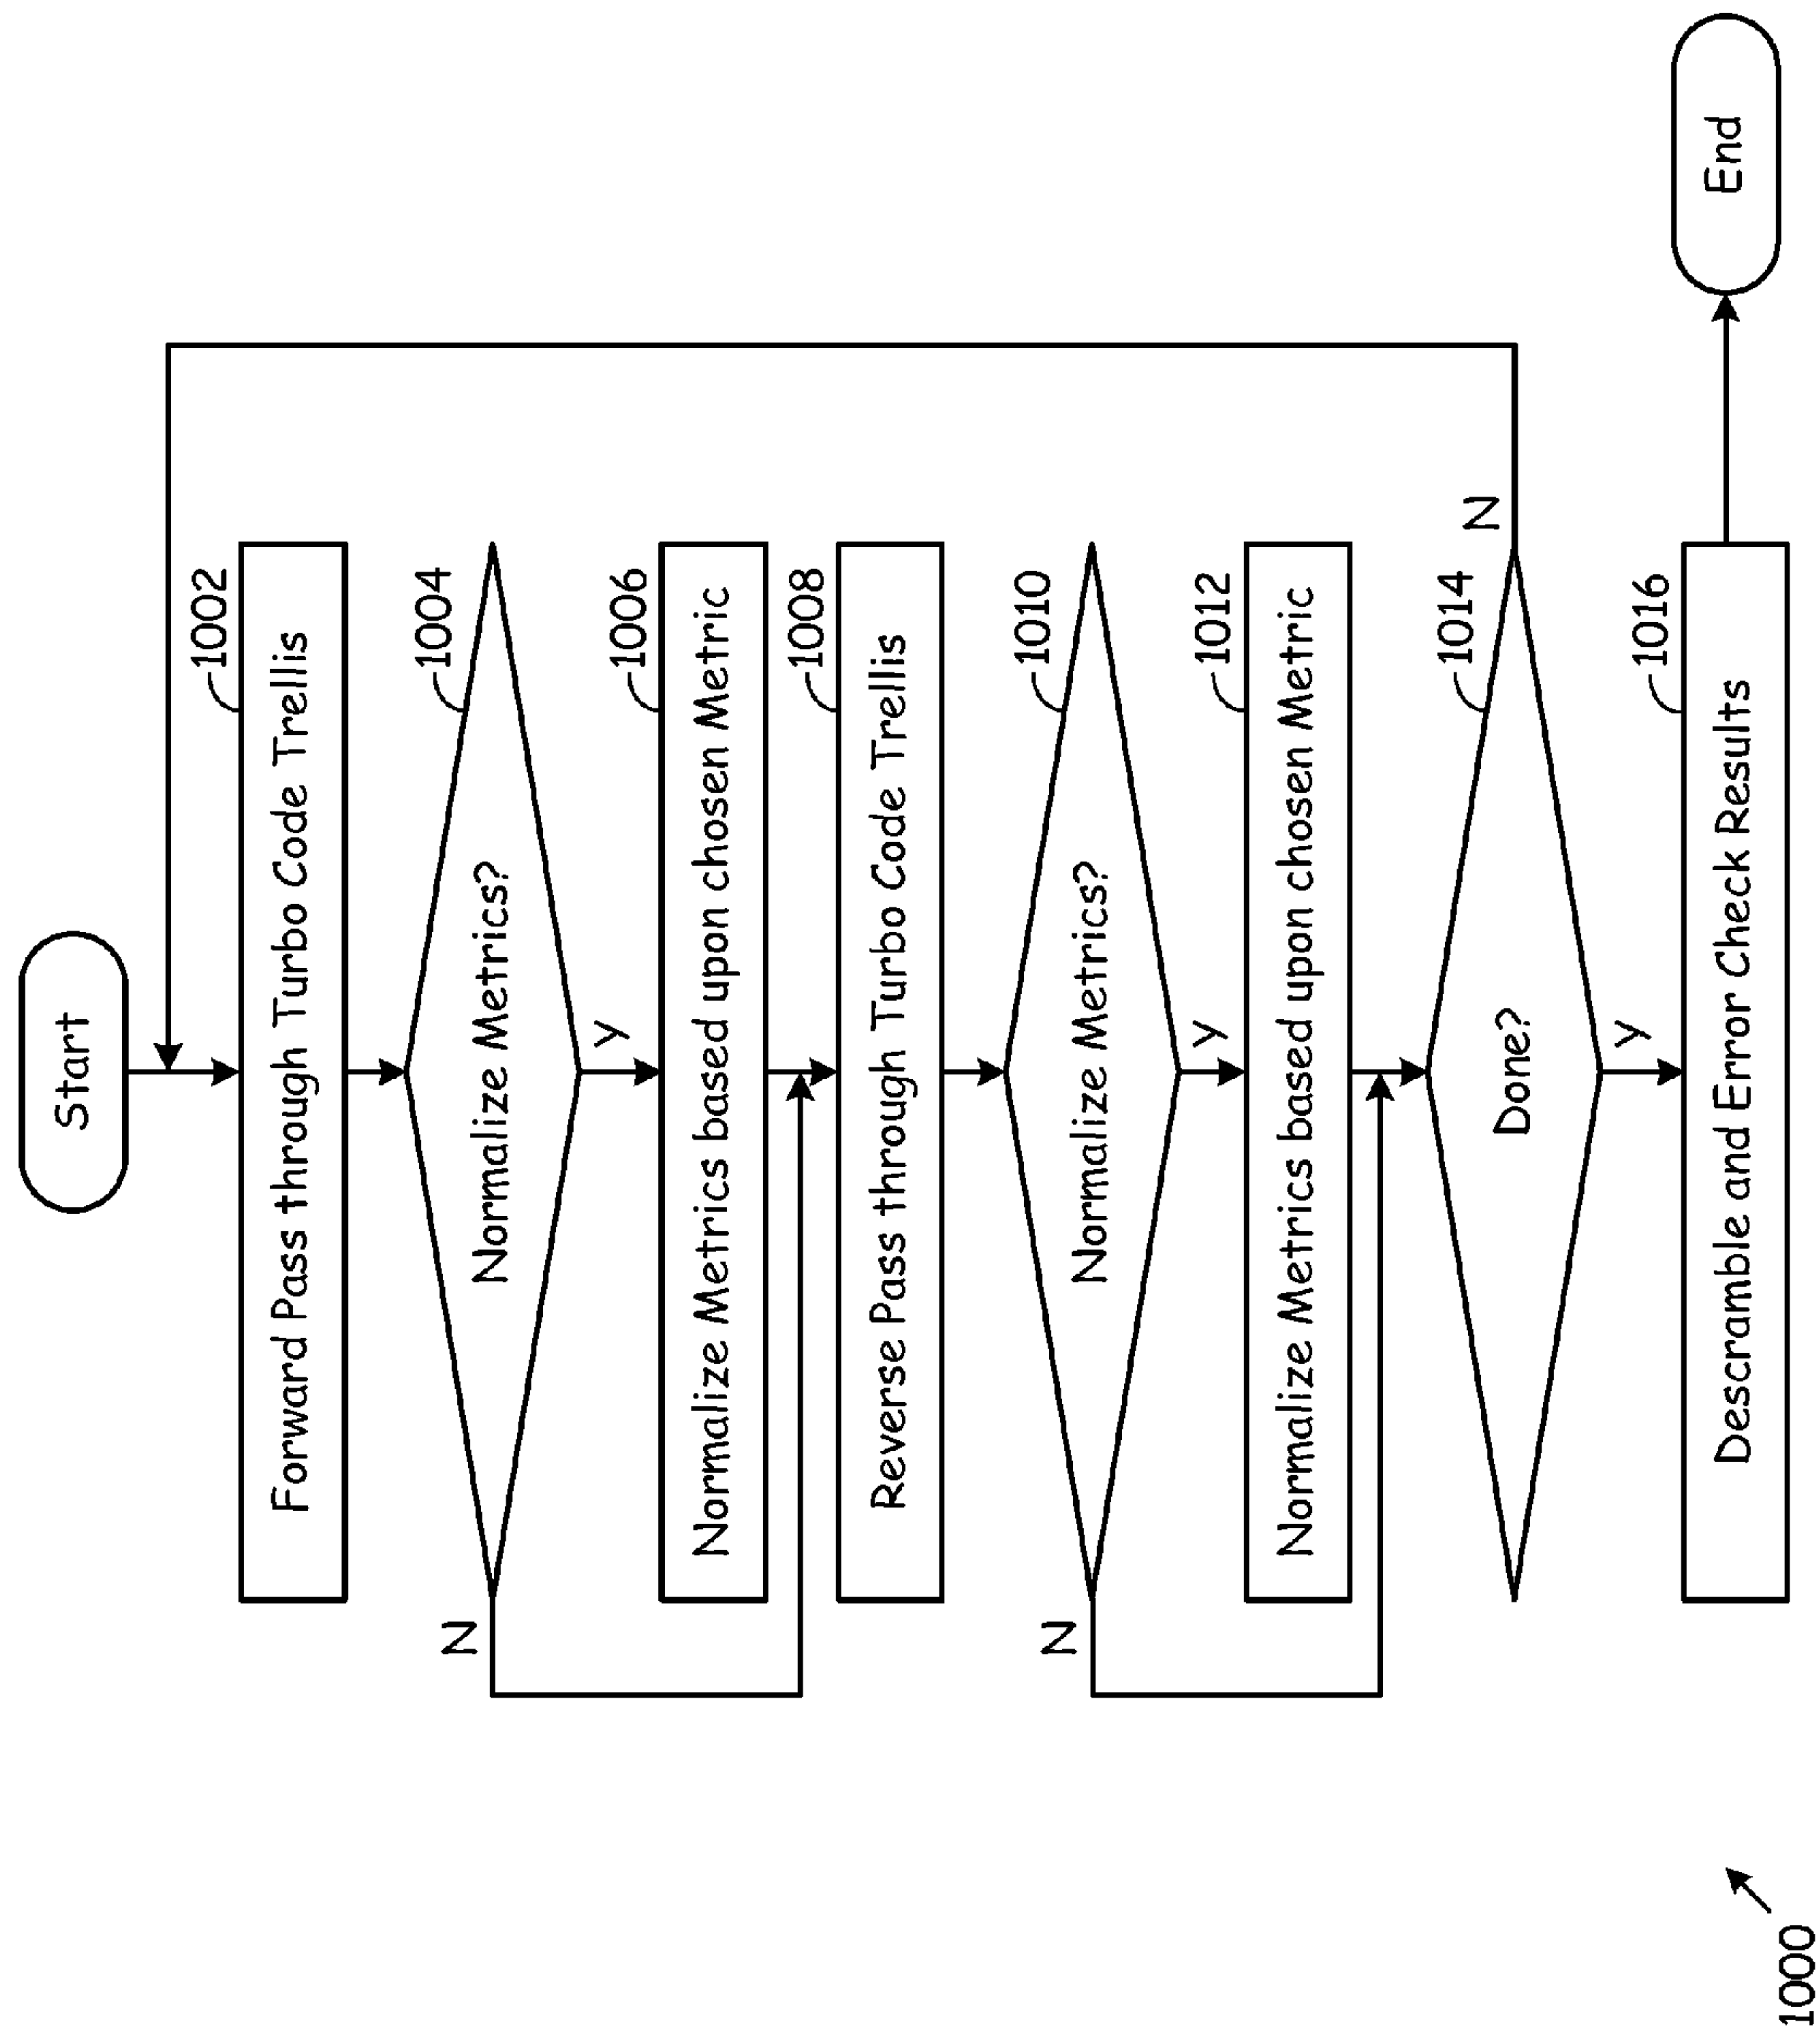 Start
1002
Forward Pass through Turbo Code Trellis
1004
Normalize Metrics?
N
Y
1006
Normalize Metrics based upon chosen Metric
1008
Reverse Pass through Turbo Code Trellis
1010
Normalize Metrics?
N
Y
1012
Normalize Metrics based upon chosen Metric
1014
Done?
N
Y
1016
Descramble and Error Check Results
End
1000